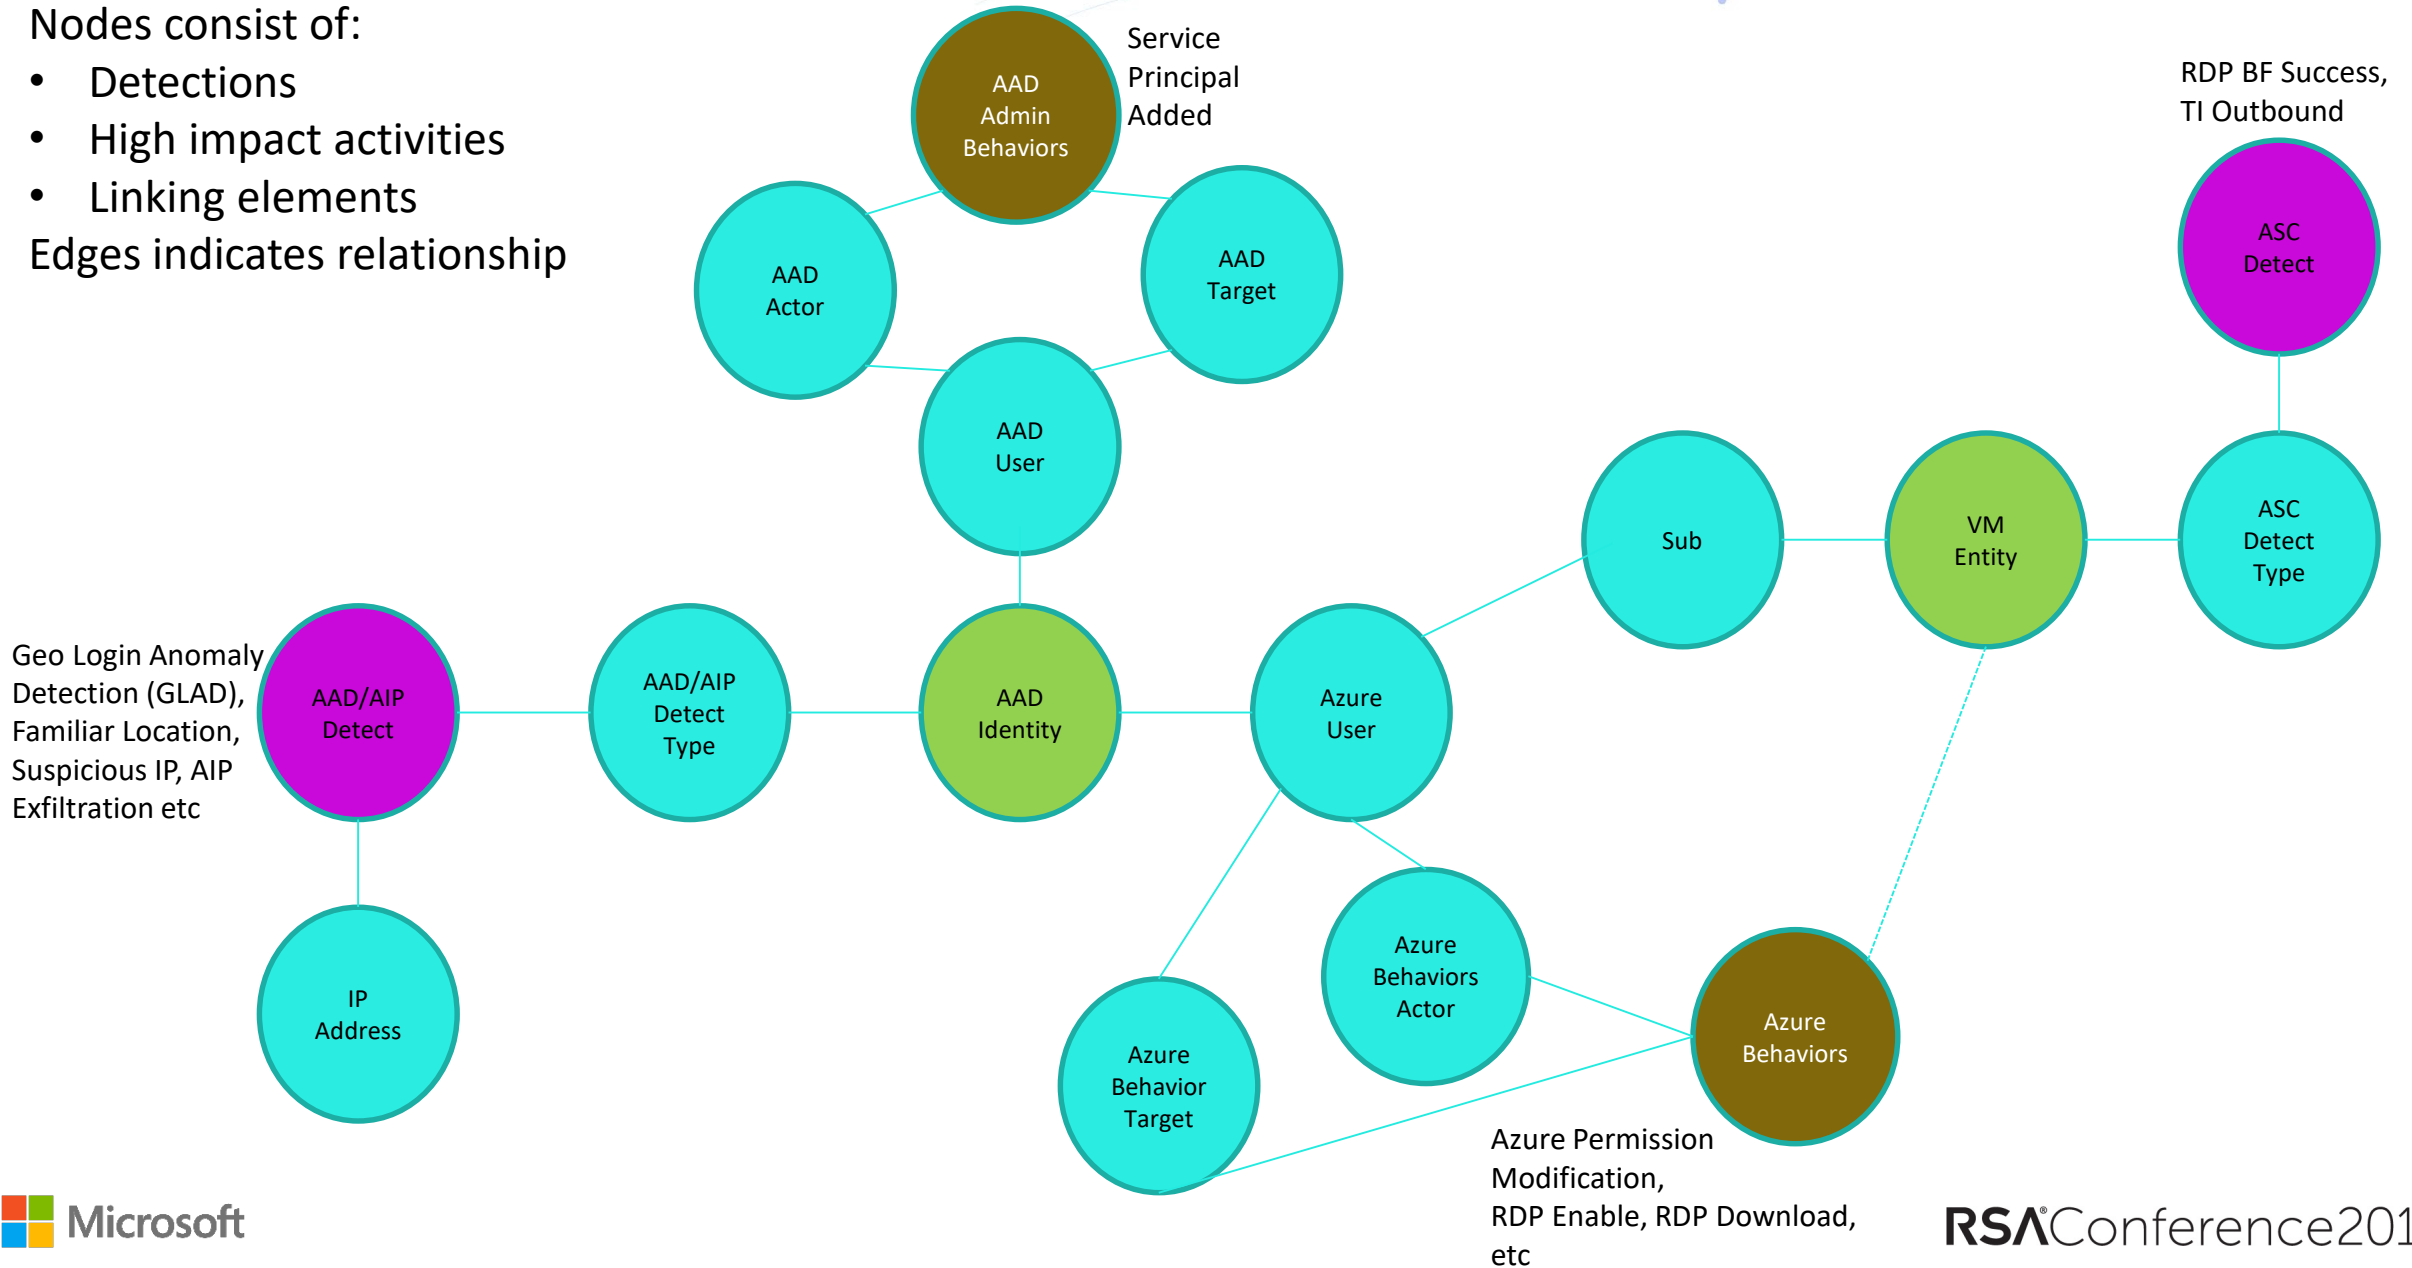 Nodes consist of:
• Detections
• High impact activities
• Linking elements
Edges indicates relationship
AAD
Admin
Behaviors
Service
Principal
Added
RDP BF Success,
TI Outbound
ASC
Detect
AAD
Actor
AAD
Target
AAD
User
Sub
VM
Entity
ASC
Detect
Type
Geo Login Anomaly
Detection (GLAD),
Familiar Location,
Suspicious IP, AIP
Exfiltration etc
AAD/AIP
Detect
AAD/AIP
Detect
Type
AAD
Identity
Azure
User
IP
Address
Azure
Behavior
Target
Azure
Behaviors
Actor
Azure
Behaviors
Azure Permission
Modification,
RDP Enable, RDP Download,
etc
Microsoft
RSA®Conference201